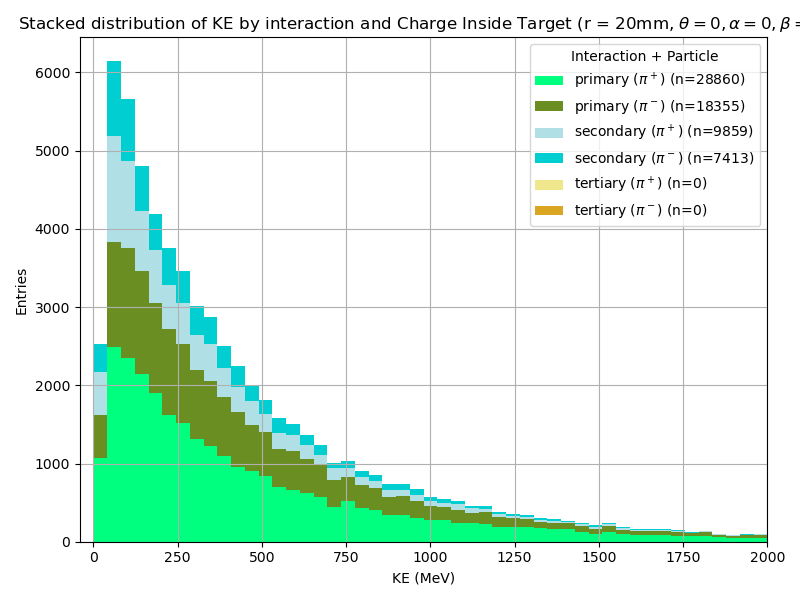 Stacked distribution of KE by interaction and Charge Inside Target (r = 20mm, θ = 0, α = 0, β =
Interaction + Particle
primary (π⁺) (n=28860)
primary (π⁻) (n=18355)
secondary (π⁺) (n=9859)
secondary (π⁻) (n=7413)
tertiary (π⁺) (n=0)
tertiary (π⁻) (n=0)
Entries
6000
5000
4000
3000
2000
1000
0
0 250 500 750 1000 1250 1500 1750 2000
KE (MeV)